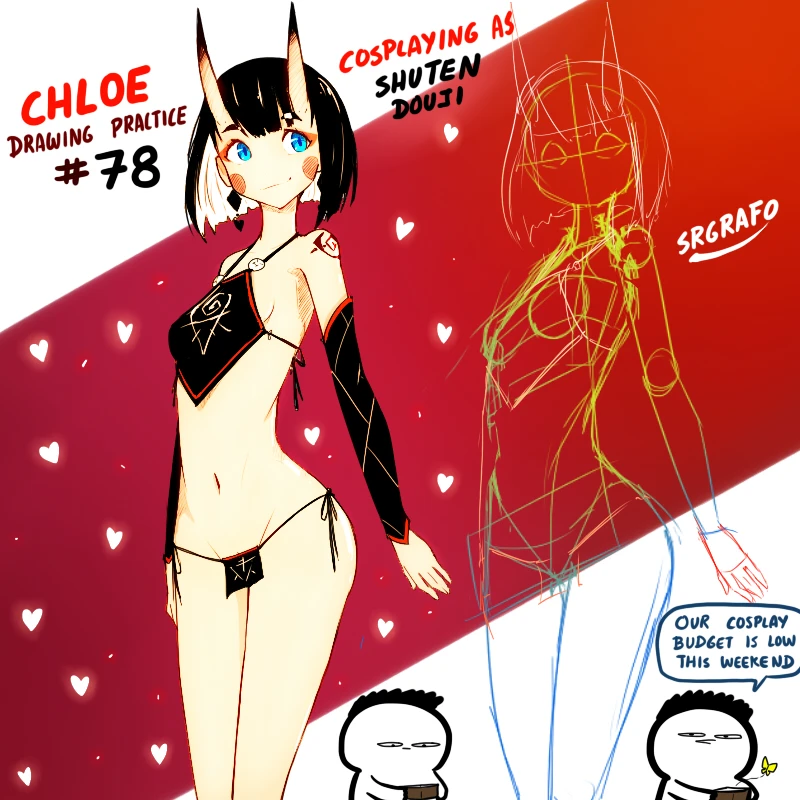 CHLOE
DRAWING PRACTICE
#78
COSPLAYING AS
SHUTEN
DOUJI
SRGRAFO
OUR COSPLAY
BUDGET IS LOW
THIS WEEKEND